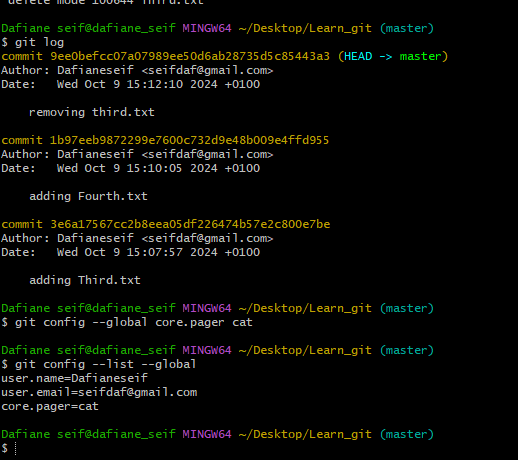 delete mode 100644 Third.txt
Dafiane seif@dafiane_seif MINGW64 ~/Desktop/Learn_git (master)
$ git log
commit 9ee0befcc07a07989ee50d6ab28735d5c85443a3 (HEAD -> master)
Author: Dafianeseif <seifdaf@gmail.com>
Date:   Wed Oct 9 15:12:10 2024 +0100
removing third.txt
commit 1b97eeb9872299e7600c732d9e48b009e4ffd955
Author: Dafianeseif <seifdaf@gmail.com>
Date:   Wed Oct 9 15:10:05 2024 +0100
adding Fourth.txt
commit 3e6a17567cc2b8eea05df226474b57e2c800e7be
Author: Dafianeseif <seifdaf@gmail.com>
Date:   Wed Oct 9 15:07:57 2024 +0100
adding Third.txt
Dafiane seif@dafiane_seif MINGW64 ~/Desktop/Learn_git (master)
$ git config --global core.pager cat
Dafiane seif@dafiane_seif MINGW64 ~/Desktop/Learn_git (master)
$ git config --list --global
user.name=Dafianeseif
user.email=seifdaf@gmail.com
core.pager=cat
Dafiane seif@dafiane_seif MINGW64 ~/Desktop/Learn_git (master)
$